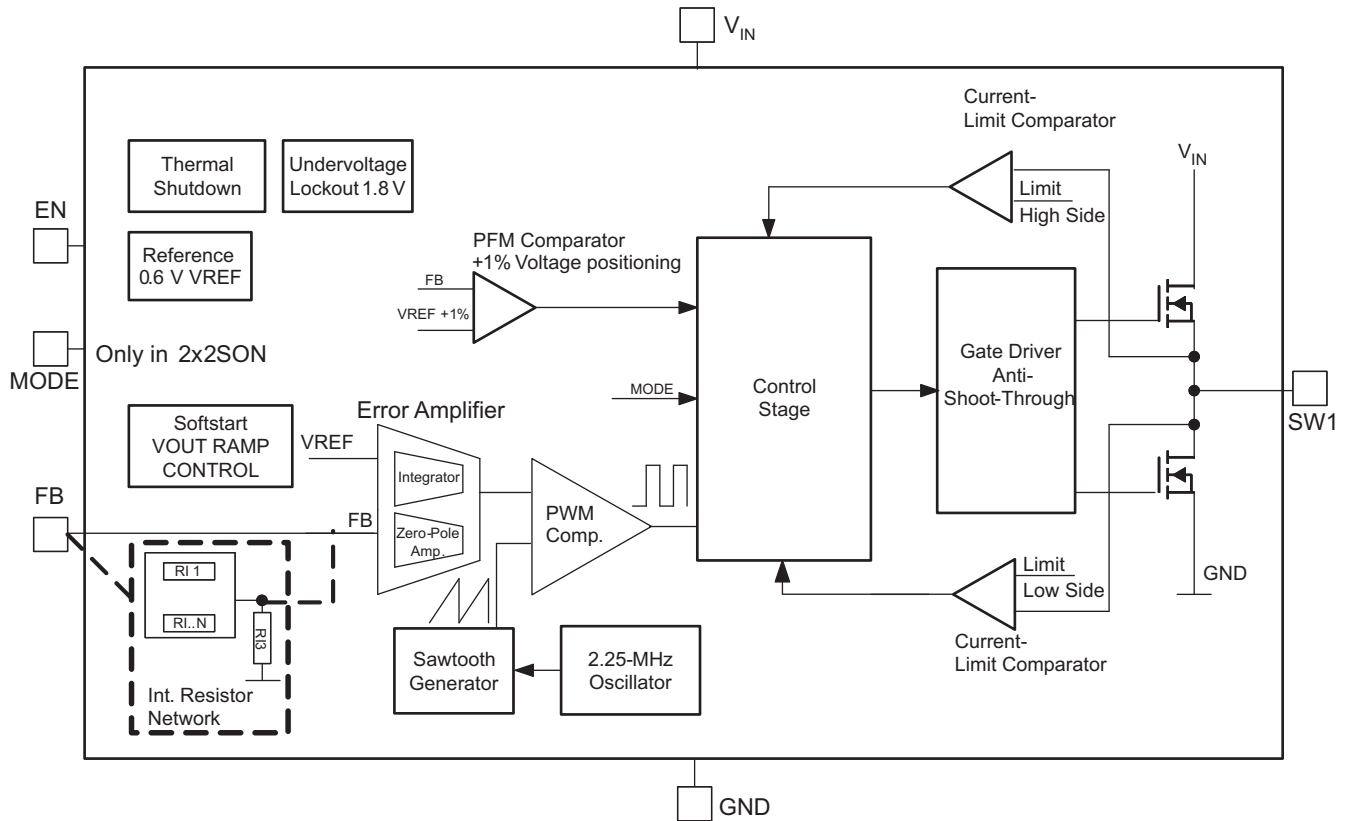 VIN
Current-
Limit Comparator
VIN
Thermal
Shutdown
Undervoltage
Lockout 1.8 V
Limit
High Side
EN
Reference
0.6 V VREF
PFM Comparator
+1% Voltage positioning
FB
VREF +1%
MODE
Only in 2x2SON
MODE
Control
Stage
Gate Driver
Anti-
Shoot-Through
SW1
Softstart
VOUT RAMP
CONTROL
Error Amplifier
VREF
Integrator
FB
FB
Zero-Pole
Amp.
PWM
Comp.
Limit
Low Side
GND
RI 1
RI..N
RI3
Int. Resistor
Network
Sawtooth
Generator
2.25-MHz
Oscillator
Current-
Limit Comparator
GND